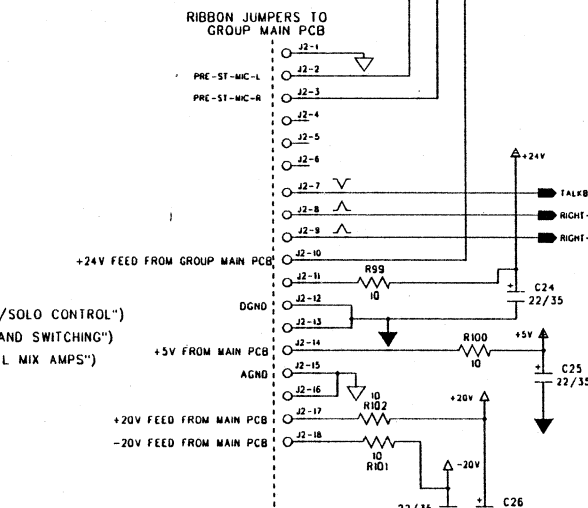 RIBBON JUMPERS TO
GROUP MAIN PCB
J2-1
J2-2
PRE-ST-MIC-L
J2-3
PRE-ST-MIC-R
J2-4
J2-5
J2-6
+24V
J2-7
TALKB
J2-8
RIGHT-
J2-9
RIGHT-
J2-10
+24V FEED FROM GROUP MAIN PCB
J2-11
R99
10
C24
22/35
J2-12
DGND
/SOLO CONTROL")
J2-13
AND SWITCHING")
J2-14
+5V FROM MAIN PCB
R100
10
+5V
L MIX AMPS")
J2-15
AGND
C25
22/35
J2-16
10
R102
+20V
J2-17
+20V FEED FROM MAIN PCB
J2-18
-20V FEED FROM MAIN PCB
10
R101
-20V
C26